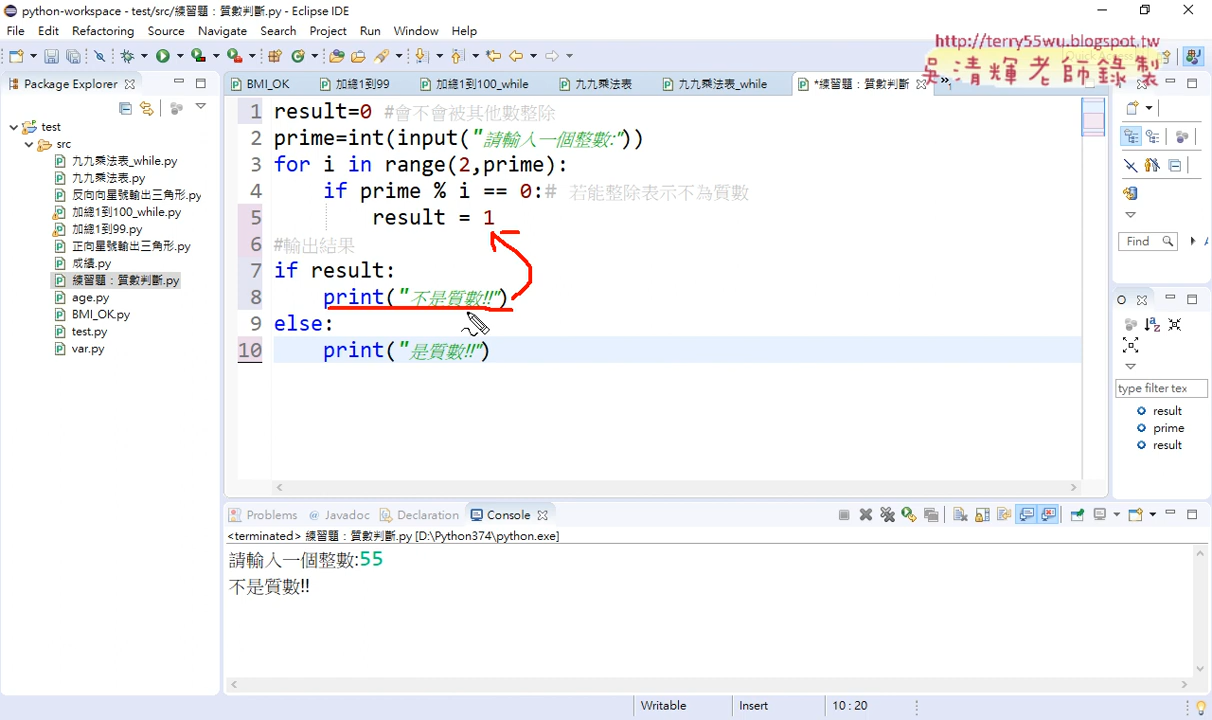 python-workspace - test/src/練習題：質數判斷.py - Eclipse IDE
File Edit Refactoring Source Navigate Search Project Run Window Help
http://terry55wu.blogspot.tw
吳清輝老師錄製
Package Explorer
BMI_OK 加總1到99 加總1到100_while 九九乘法表 九九乘法表_while *練習題：質數判斷
test
src
九九乘法表_while.py
九九乘法表.py
反向向星號輸出三角形.py
加總1到100_while.py
加總1到99.py
正向星號輸出三角形.py
成績.py
練習題：質數判斷.py
age.py
BMI_OK.py
test.py
var.py
1 result=0 #會不會被其他數整除
2 prime=int(input("請輸入一個整數:"))
3 for i in range(2,prime):
4 if prime % i == 0:# 若能整除表示不為質數
5 result = 1
6 #輸出結果
7 if result:
8 print("不是質數!!")
9 else:
10 print("是質數!!")
Find
A
O
type filter tex
result
prime
result
Problems @ Javadoc Declaration Console
<terminated> 練習題：質數判斷.py [D:\Python374\python.exe]
請輸入一個整數:55
不是質數!!
Writable Insert 10 : 20